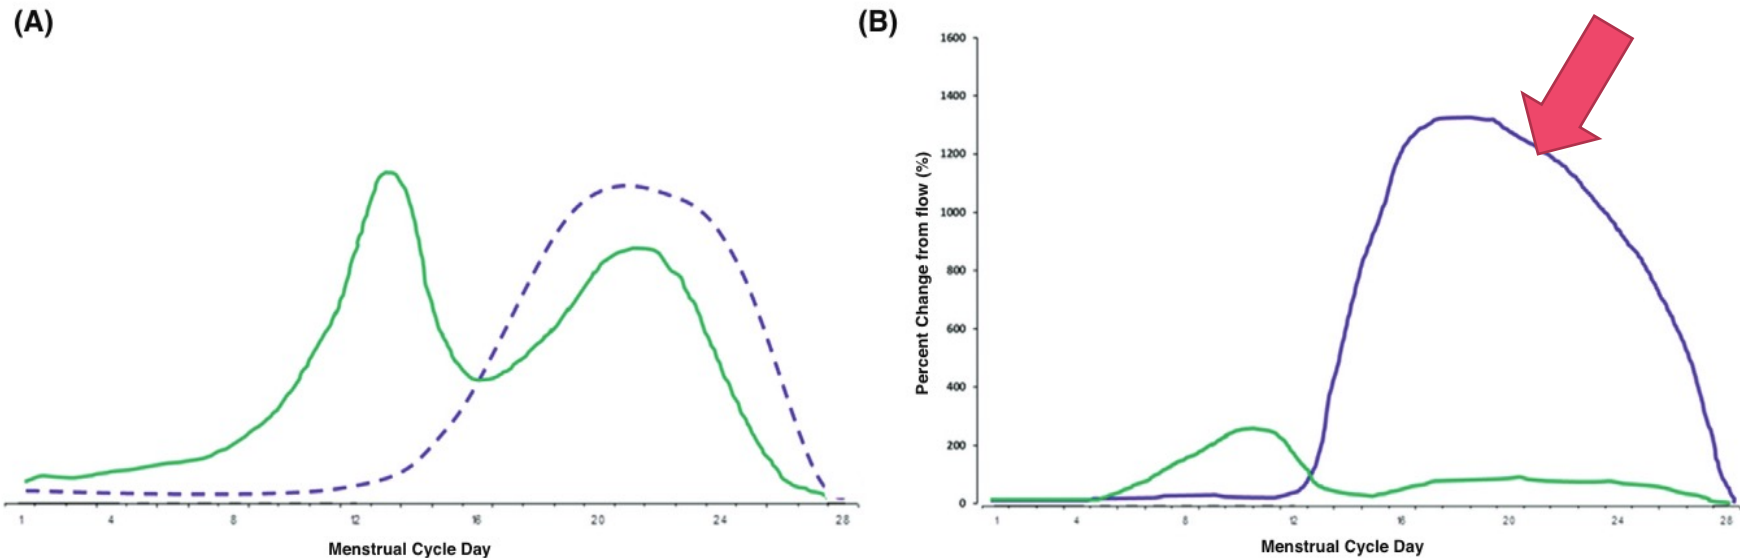 (A)
1 4 8 12 16 20 24 28
Menstrual Cycle Day
(B)
Percent Change from flow (%)
1600
1400
1200
1000
800
600
400
200
0
1 4 8 12 16 20 24 28
Menstrual Cycle Day